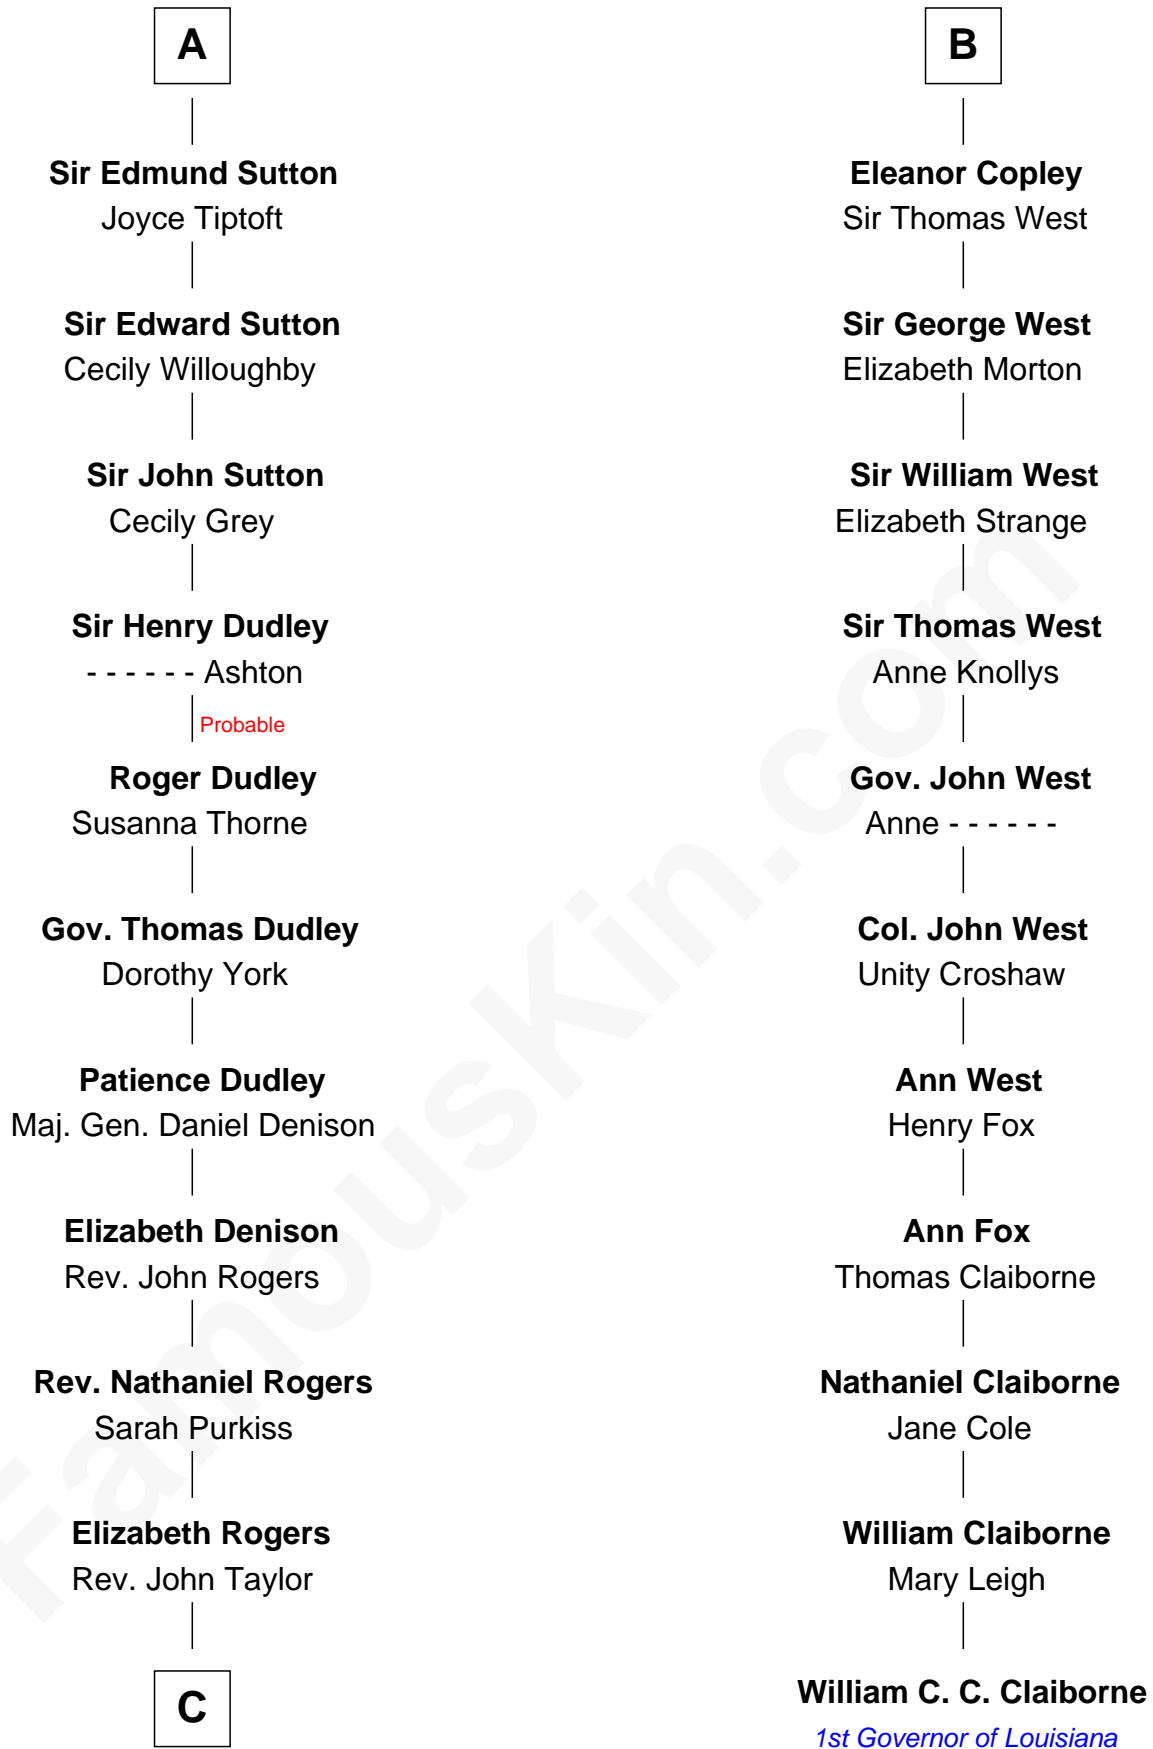 A
Sir Edmund Sutton
Joyce Tiptoft
Sir Edward Sutton
Cecily Willoughby
Sir John Sutton
Cecily Grey
Sir Henry Dudley
- - - - - - Ashton
Probable
Roger Dudley
Susanna Thorne
Gov. Thomas Dudley
Dorothy York
Patience Dudley
Maj. Gen. Daniel Denison
Elizabeth Denison
Rev. John Rogers
Rev. Nathaniel Rogers
Sarah Purkiss
Elizabeth Rogers
Rev. John Taylor
C
B
Eleanor Copley
Sir Thomas West
Sir George West
Elizabeth Morton
Sir William West
Elizabeth Strange
Sir Thomas West
Anne Knollys
Gov. John West
Anne - - - - - -
Col. John West
Unity Croshaw
Ann West
Henry Fox
Ann Fox
Thomas Claiborne
Nathaniel Claiborne
Jane Cole
William Claiborne
Mary Leigh
William C. C. Claiborne
1st Governor of Louisiana
FamousKin.com